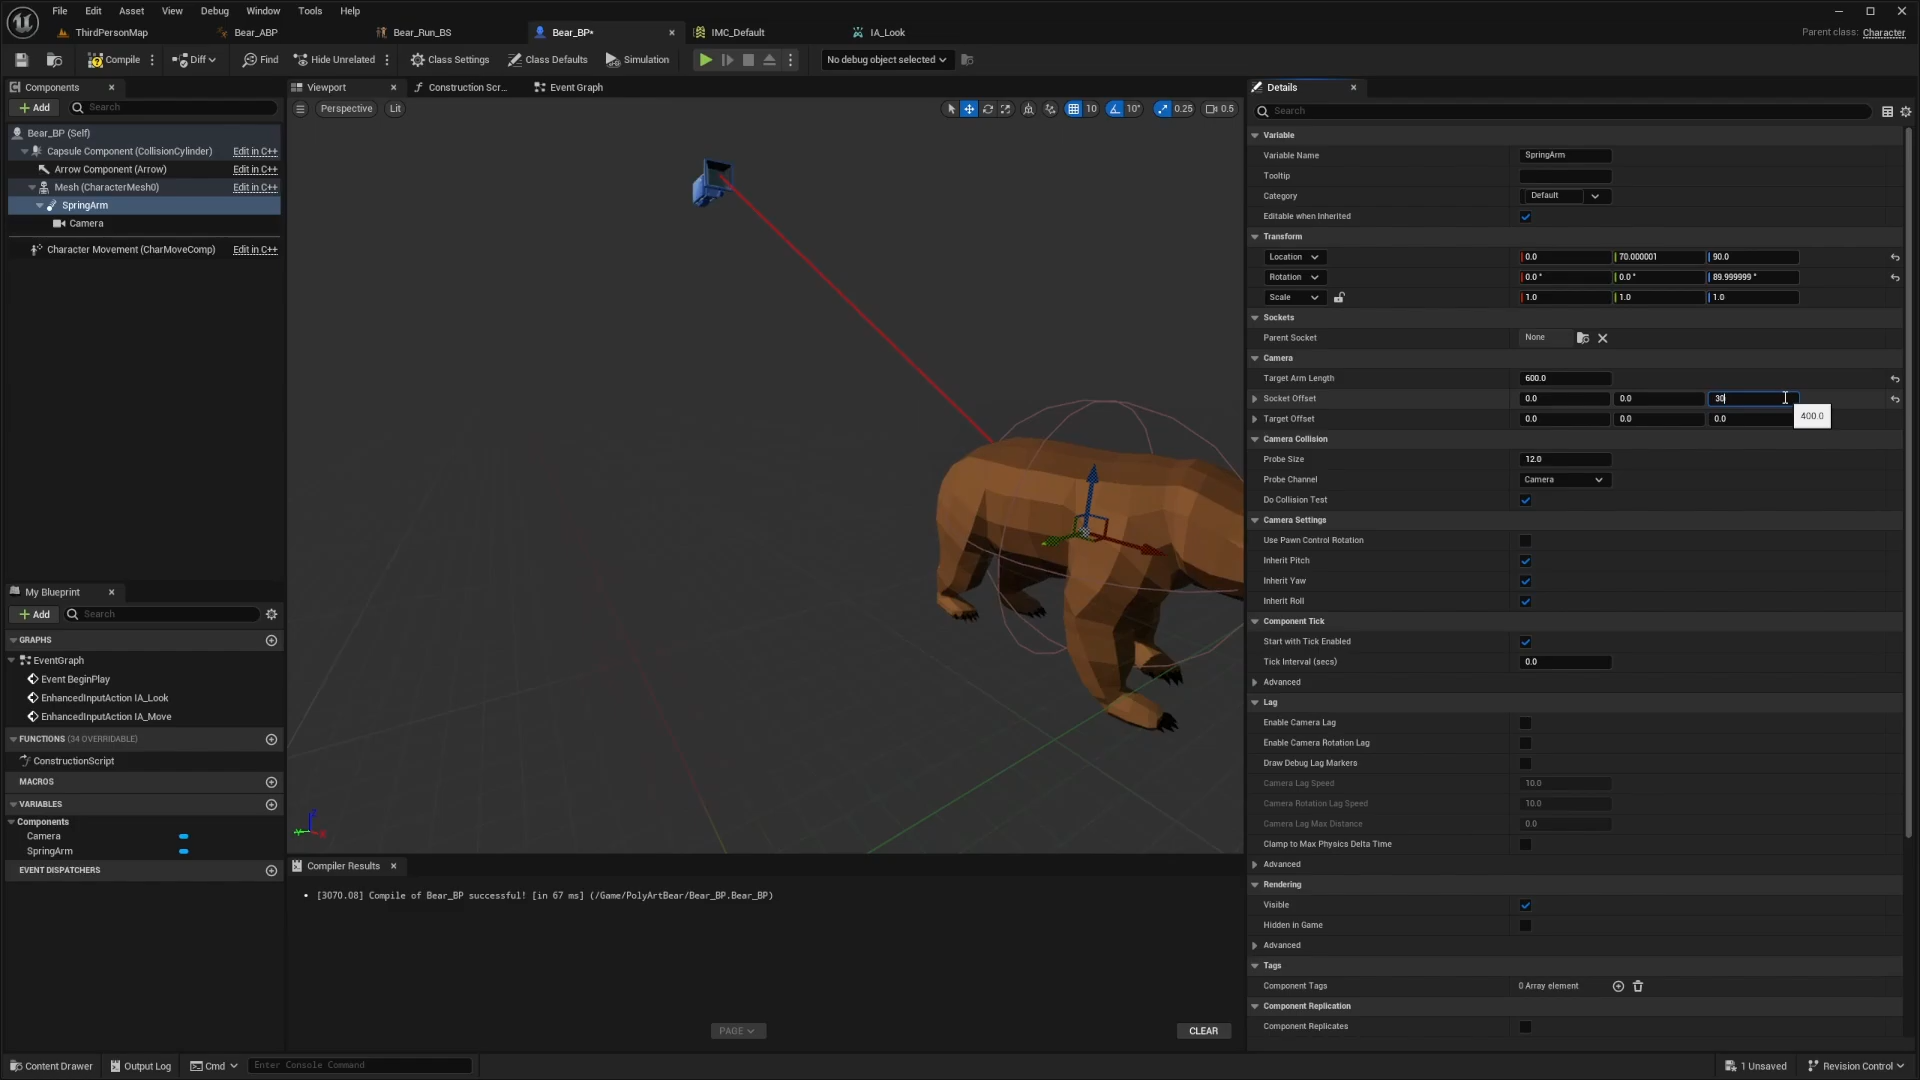 File Edit Asset View Debug Window Tools Help
ThirdPersonMap Bear_ABP Bear_Run_BS Bear_BP* IMC_Default IA_Look Parent class: Character
Compile Diff Find Hide Unrelated Class Settings Class Defaults Simulation No debug object selected
Components
Add Search
Bear_BP (Self)
Capsule Component (CollisionCylinder) Edit in C++
Arrow Component (Arrow) Edit in C++
Mesh (CharacterMesh0) Edit in C++
SpringArm
Camera
Character Movement (CharMoveComp) Edit in C++
My Blueprint
Add Search
GRAPHS
EventGraph
Event BeginPlay
EnhancedInputAction IA_Look
EnhancedInputAction IA_Move
FUNCTIONS (34 OVERRIDABLE)
ConstructionScript
MACROS
VARIABLES
Components
Camera
SpringArm
EVENT DISPATCHERS
Viewport Construction Scr... Event Graph
Perspective Lit 10 10° 0.25 0.5
Compiler Results
[3070.08] Compile of Bear_BP successful! [in 67 ms] (/Game/PolyArtBear/Bear_BP.Bear_BP)
PAGE CLEAR
Details
Search
Variable
Variable Name SpringArm
Tooltip
Category Default
Editable when Inherited
Transform
Location 0.0 70.000001 90.0
Rotation 0.0 ° 0.0 ° 89.999999 °
Scale 1.0 1.0 1.0
Sockets
Parent Socket None
Camera
Target Arm Length 600.0
Socket Offset 0.0 0.0 30
400.0
Target Offset 0.0 0.0 0.0
Camera Collision
Probe Size 12.0
Probe Channel Camera
Do Collision Test
Camera Settings
Use Pawn Control Rotation
Inherit Pitch
Inherit Yaw
Inherit Roll
Component Tick
Start with Tick Enabled
Tick Interval (secs) 0.0
Advanced
Lag
Enable Camera Lag
Enable Camera Rotation Lag
Draw Debug Lag Markers
Camera Lag Speed 10.0
Camera Rotation Lag Speed 10.0
Camera Lag Max Distance 0.0
Clamp to Max Physics Delta Time
Advanced
Rendering
Visible
Hidden in Game
Advanced
Tags
Component Tags 0 Array element
Component Replication
Component Replicates
Content Drawer Output Log Cmd Enter Console Command 1 Unsaved Revision Control